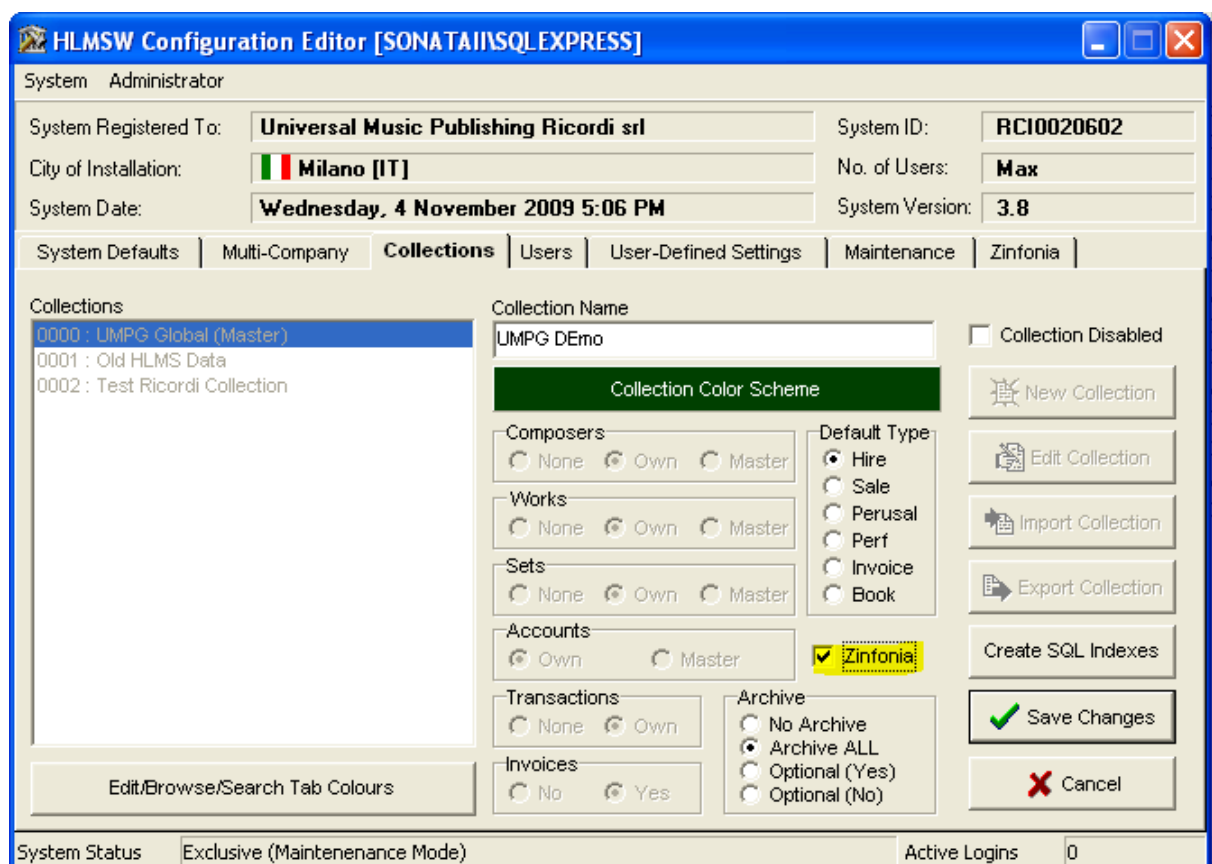 HLMSW Configuration Editor [SONATAII\SQLEXPRESS]
System Administrator
System Registered To: Universal Music Publishing Ricordi srl System ID: RCI0020602
City of Installation: Milano [IT] No. of Users: Max
System Date: Wednesday, 4 November 2009 5:06 PM System Version: 3.8
System Defaults Multi-Company Collections Users User-Defined Settings Maintenance Zinfonia
Collections
0000 : UMPG Global (Master)
0001 : Old HLMS Data
0002 : Test Ricordi Collection
Edit/Browse/Search Tab Colours
Collection Name
UMPG DEmo
Collection Color Scheme
Composers
None Own Master
Works
None Own Master
Sets
None Own Master
Accounts
Own Master
Transactions
None Own
Invoices
No Yes
Default Type
Hire
Sale
Perusal
Perf
Invoice
Book
Zinfonia
Archive
No Archive
Archive ALL
Optional (Yes)
Optional (No)
Collection Disabled
New Collection
Edit Collection
Import Collection
Export Collection
Create SQL Indexes
Save Changes
Cancel
System Status Exclusive (Maintenenance Mode) Active Logins 0